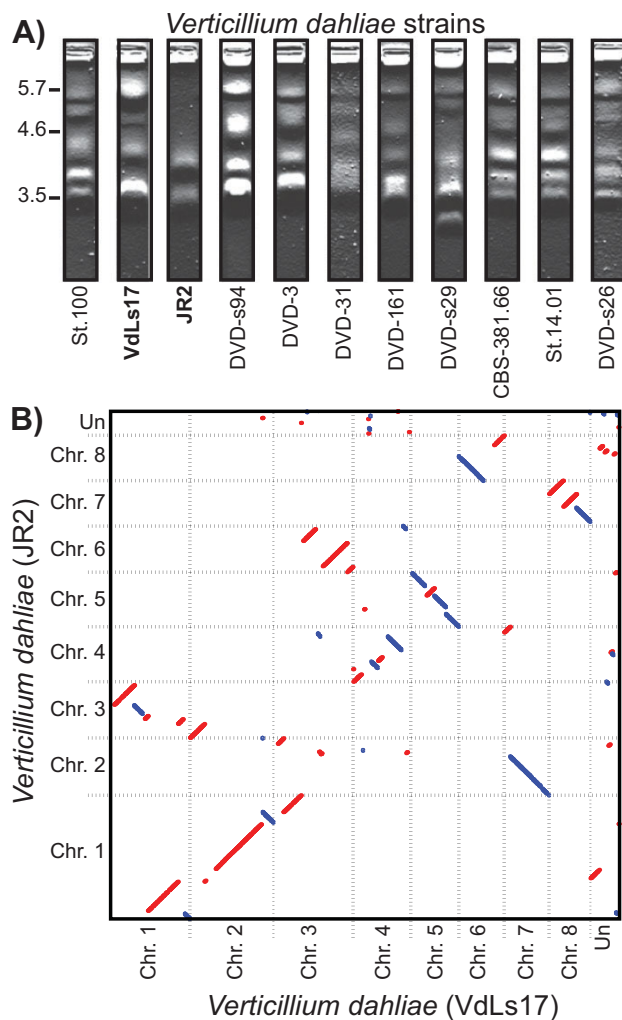 Verticillium dahliae strains
A)
5.7
4.6
3.5
St.100
VdLs17
JR2
DVD-s94
DVD-3
DVD-31
DVD-161
DVD-s29
CBS-381.66
St.14.01
DVD-s26
B)
Un
Chr. 8
Chr. 7
Chr. 6
Chr. 5
Chr. 4
Chr. 3
Chr. 2
Chr. 1
Verticillium dahliae (JR2)
Chr. 1
Chr. 2
Chr. 3
Chr. 4
Chr. 5
Chr. 6
Chr. 7
Chr. 8
Un
Verticillium dahliae (VdLs17)